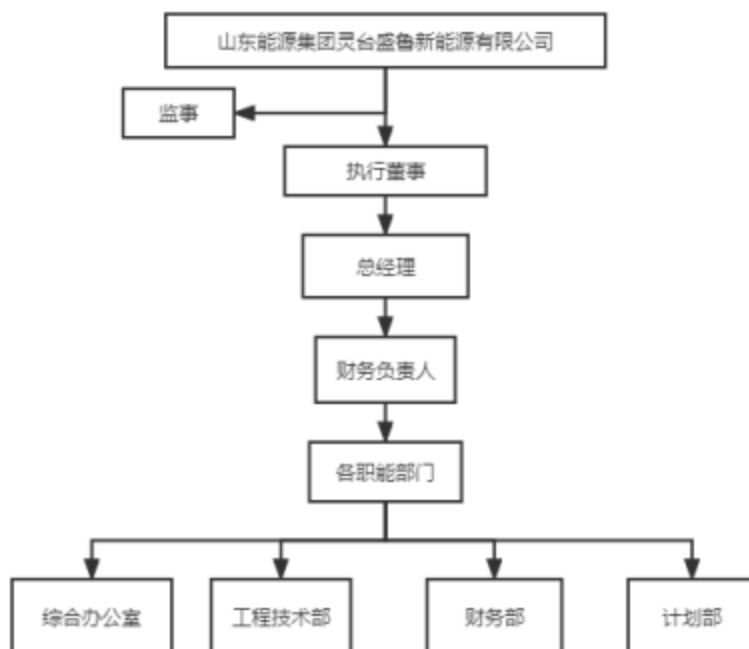 山东能源集团灵台盛鲁新能源有限公司
监事
执行董事
总经理
财务负责人
各职能部门
综合办公室
工程技术部
财务部
计划部